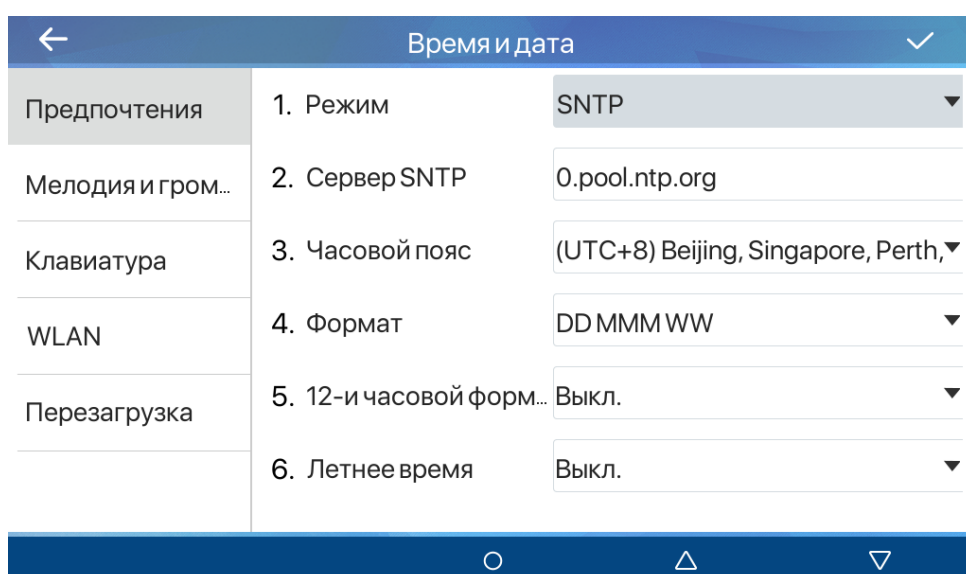 Время и дата
Предпочтения
Мелодия и гром...
Клавиатура
WLAN
Перезагрузка
1. Режим SNTP
2. Сервер SNTP 0.pool.ntp.org
3. Часовой пояс (UTC+8) Beijing, Singapore, Perth,
4. Формат DD MMM WW
5. 12-и часовой форм... Выкл.
6. Летнее время Выкл.